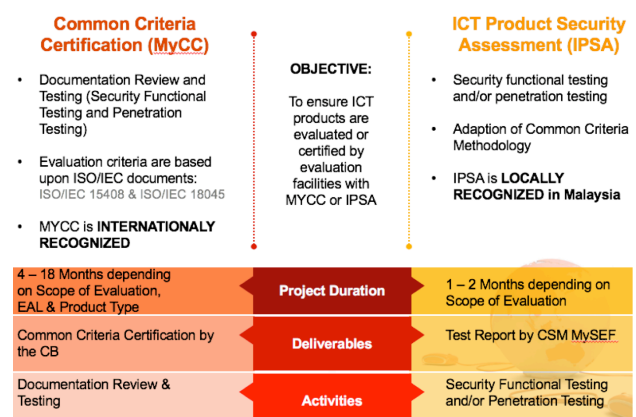 Common Criteria
Certification (MyCC)
• Documentation Review and
Testing (Security Functional
Testing and Penetration
Testing)
• Evaluation criteria are based
upon ISO/IEC documents:
ISO/IEC 15408 & ISO/IEC 18045
• MYCC is INTERNATIONALY
RECOGNIZED
OBJECTIVE:
To ensure ICT
products are
evaluated or
certified by
evaluation
facilities with
MYCC or IPSA
ICT Product Security
Assessment (IPSA)
• Security functional testing
and/or penetration testing
• Adaption of Common Criteria
Methodology
• IPSA is LOCALLY
RECOGNIZED in Malaysia
4 – 18 Months depending
on Scope of Evaluation,
EAL & Product Type
Project Duration
1 – 2 Months depending on
Scope of Evaluation
Common Criteria Certification by
the CB
Deliverables
Test Report by CSM MySEF
Documentation Review &
Testing
Activities
Security Functional Testing
and/or Penetration Testing